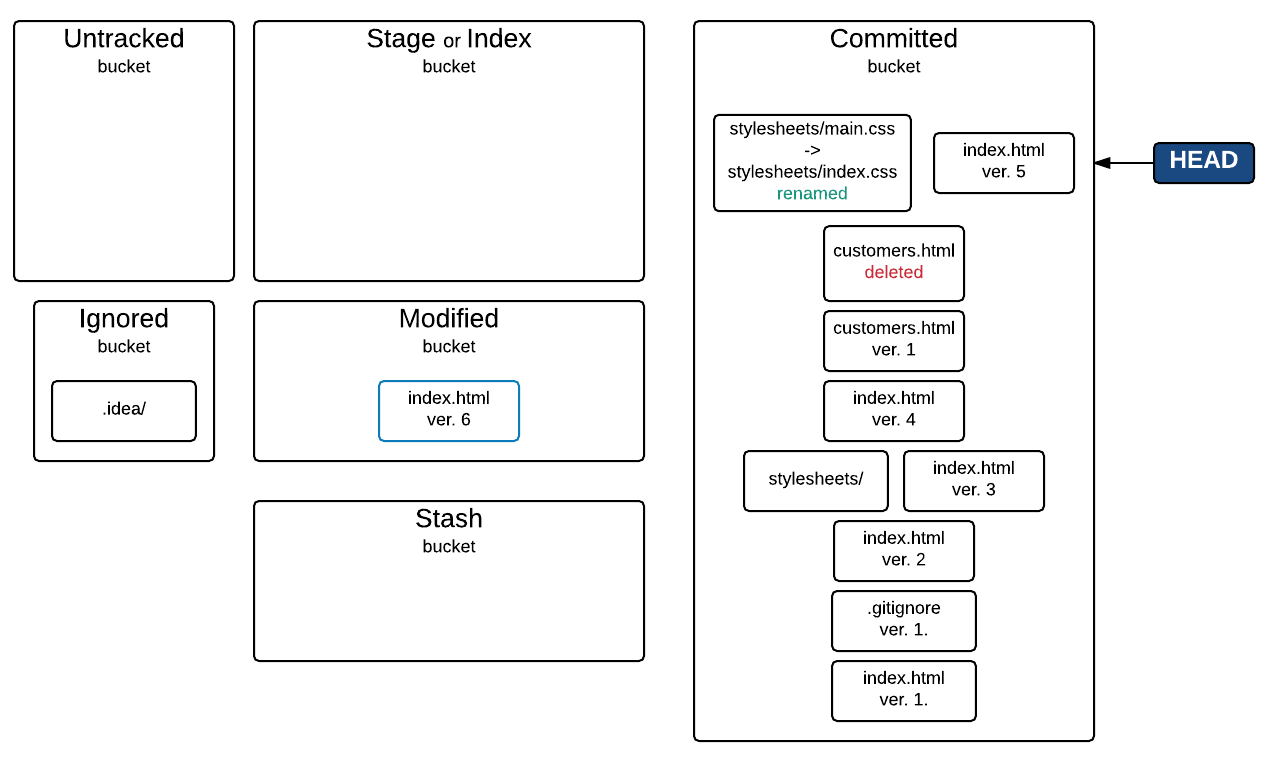 Untracked
bucket
Stage or Index
bucket
Committed
bucket
stylesheets/main.css
->
stylesheets/index.css
renamed
index.html
ver. 5
HEAD
customers.html
deleted
Ignored
bucket
.idea/
Modified
bucket
index.html
ver. 6
customers.html
ver. 1
index.html
ver. 4
stylesheets/
index.html
ver. 3
Stash
bucket
index.html
ver. 2
.gitignore
ver. 1.
index.html
ver. 1.